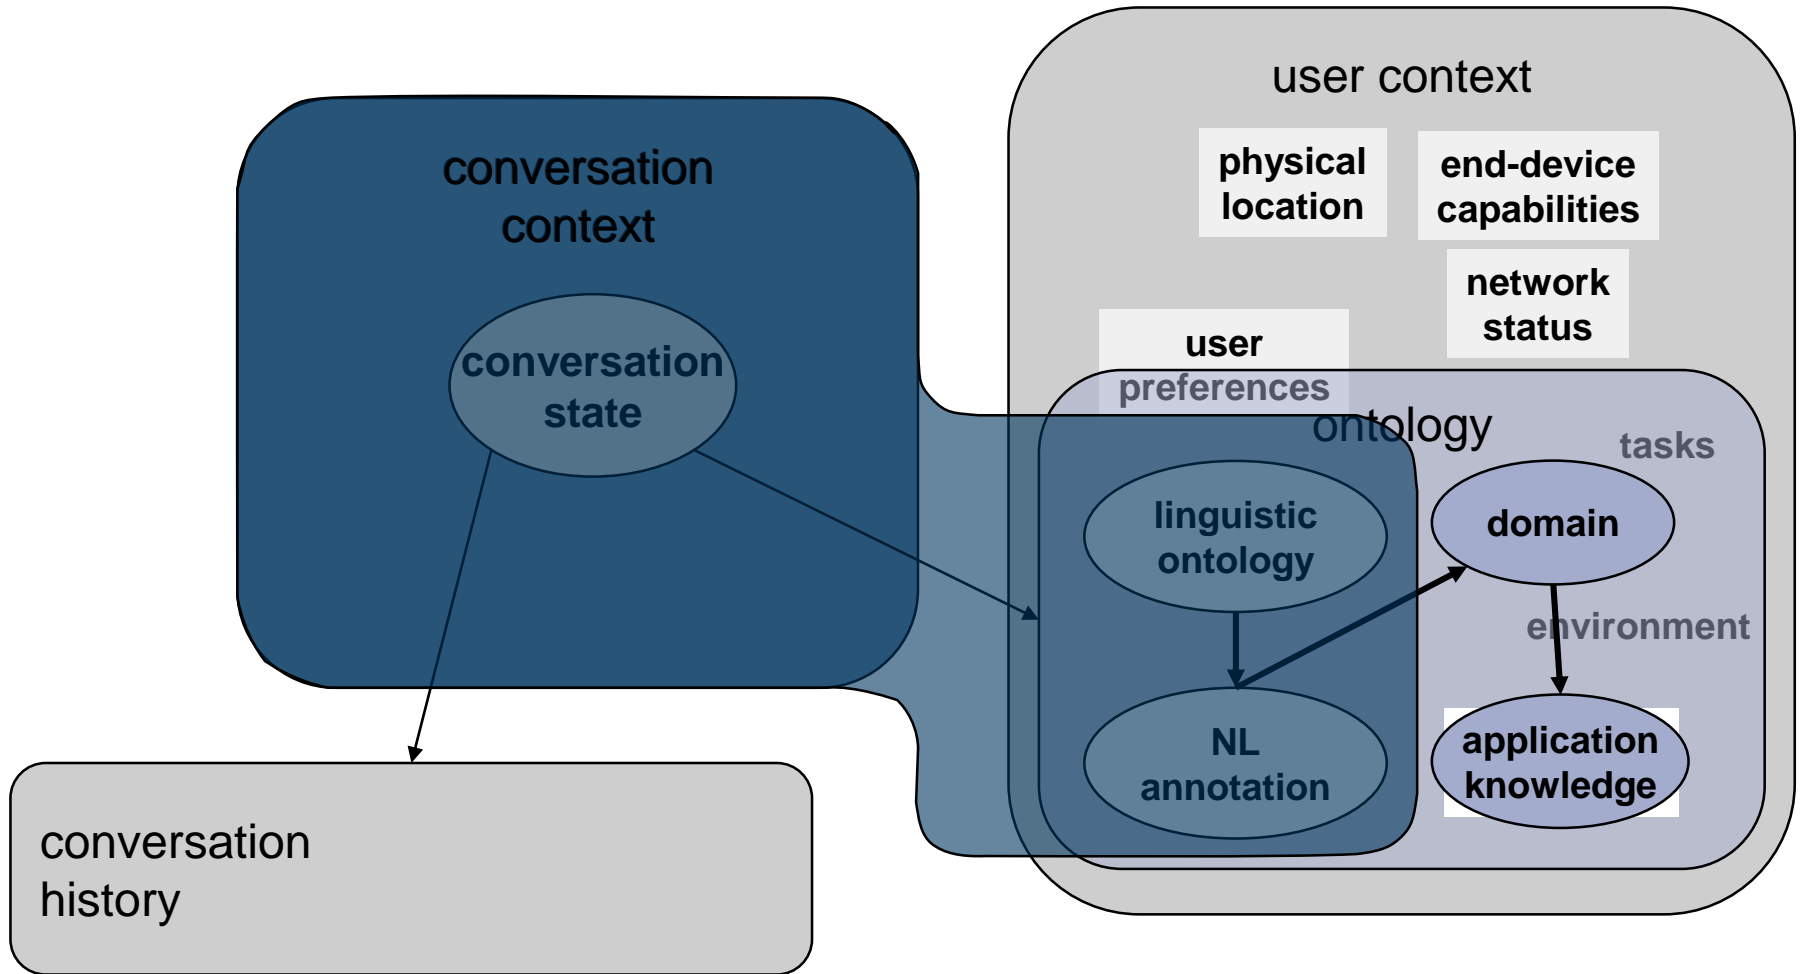 user context
physical
location
end-device
capabilities
network
status
user
preferences
conversation
context
conversation
state
ontology
tasks
linguistic
ontology
domain
environment
NL
annotation
application
knowledge
conversation
history